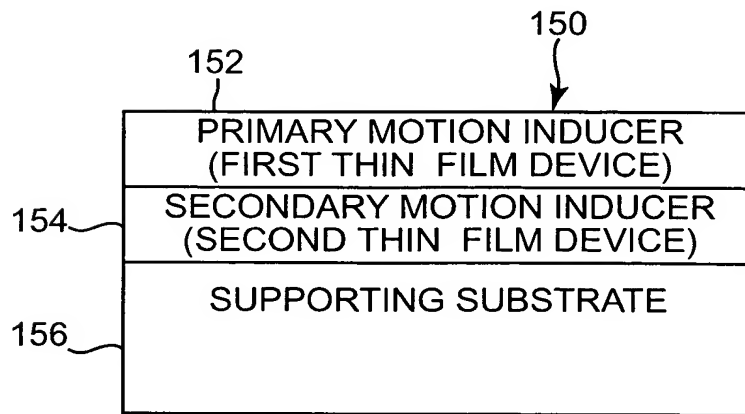 150
152
PRIMARY MOTION INDUCER
(FIRST THIN FILM DEVICE)
154
SECONDARY MOTION INDUCER
(SECOND THIN FILM DEVICE)
SUPPORTING SUBSTRATE
156